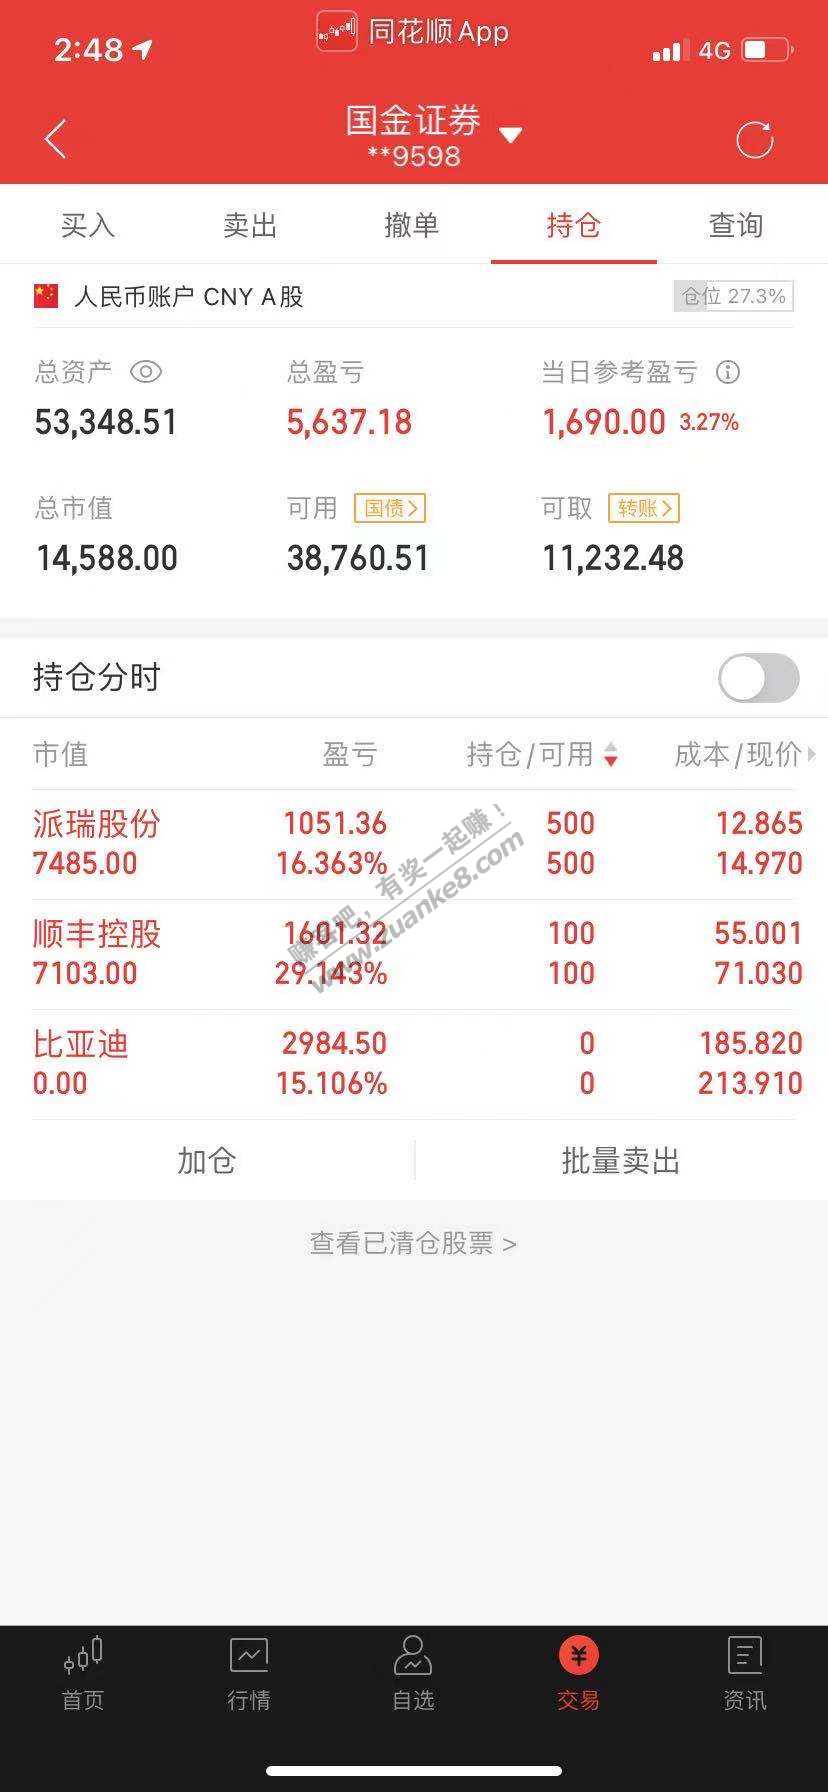 2:48
同花顺App
4G
国金证券
**9598
买入 卖出 撤单 持仓 查询
人民币账户 CNY A股 仓位 27.3%
总资产 总盈亏 当日参考盈亏
53,348.51 5,637.18 1,690.00 3.27%
总市值 可用 国债> 可取 转账>
14,588.00 38,760.51 11,232.48
持仓分时
市值 盈亏 持仓/可用 成本/现价
派瑞股份 1051.36 500 12.865
7485.00 16.363% 500 14.970
顺丰控股 1601.32 100 55.001
7103.00 29.143% 100 71.030
比亚迪 2984.50 0 185.820
0.00 15.106% 0 213.910
赚客吧，有奖一起赚！
www.zuanke8.com
加仓 批量卖出
查看已清仓股票 >
首页 行情 自选 交易 资讯